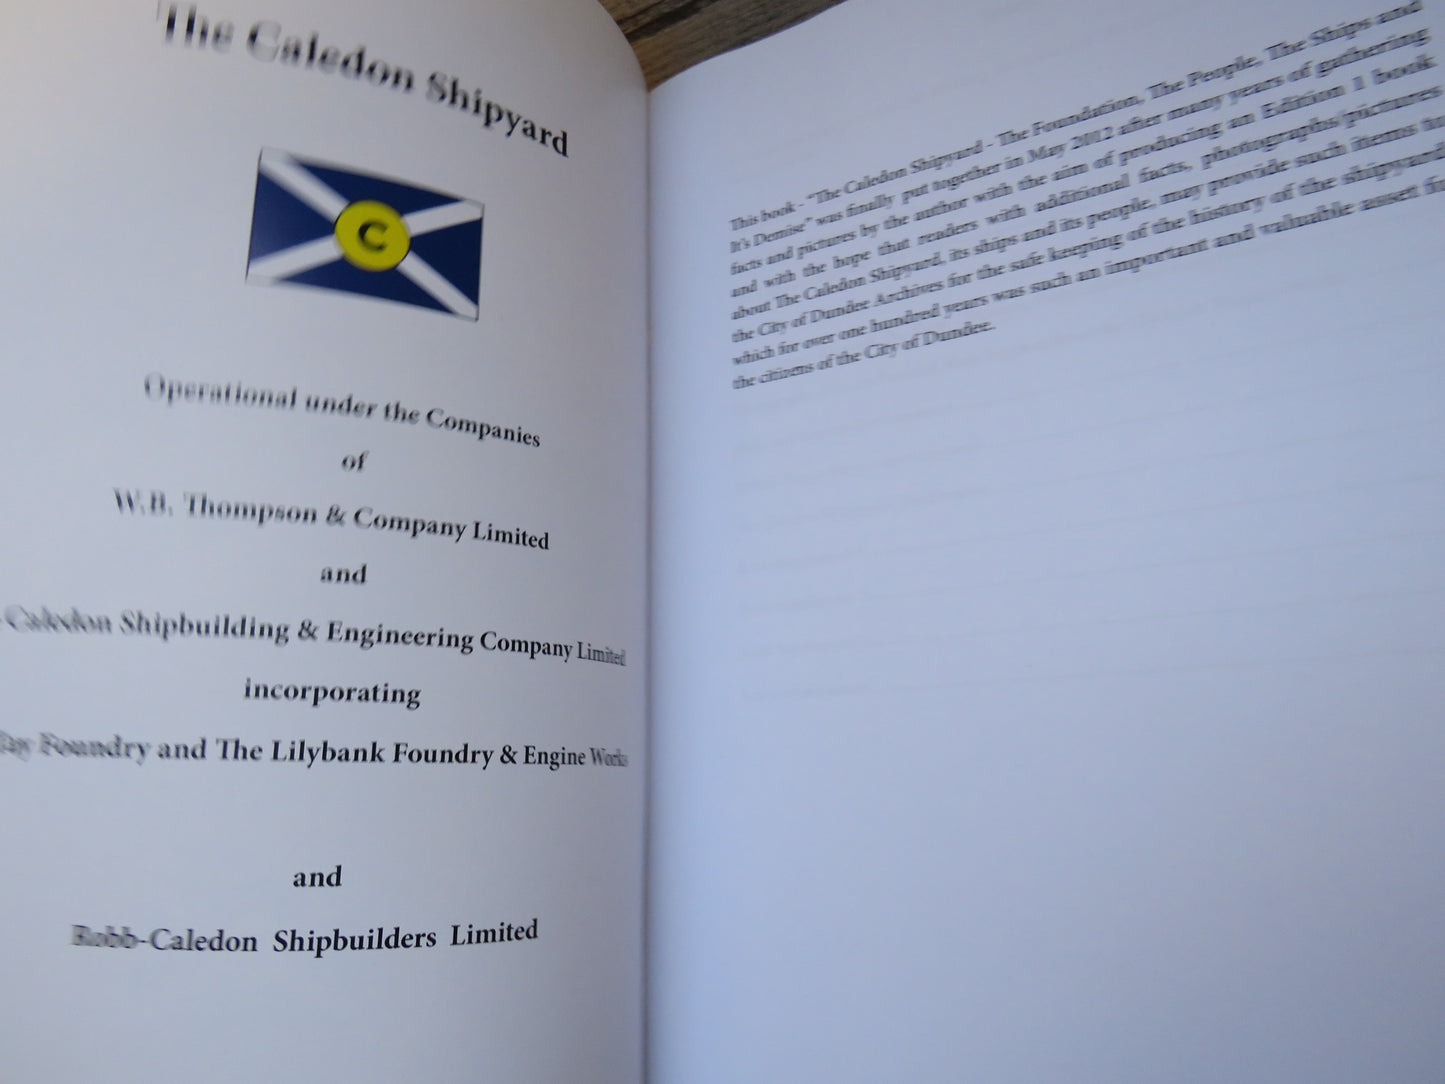 The Caledon Shipyard
C
Operational under the Companies
of
W.B. Thompson & Company Limited
and
Caledon Shipbuilding & Engineering Company Limited
incorporating
Tay Foundry and The Lilybank Foundry & Engine Works
and
Robb-Caledon Shipbuilders Limited
This book - "The Caledon Shipyard - The Foundation, The People, The Ships and
It's Demise" was finally put together in May 2012 after many years of gathering
facts and pictures by the author with the aim of producing an Edition 1 book
and with the hope that readers with additional facts, photographs/pictures
about The Caledon Shipyard, its ships and its people, may provide such items to
the City of Dundee Archives for the safe keeping of the history of the shipyard
which for over one hundred years was such an important and valuable asset
the citizens of the City of Dundee.